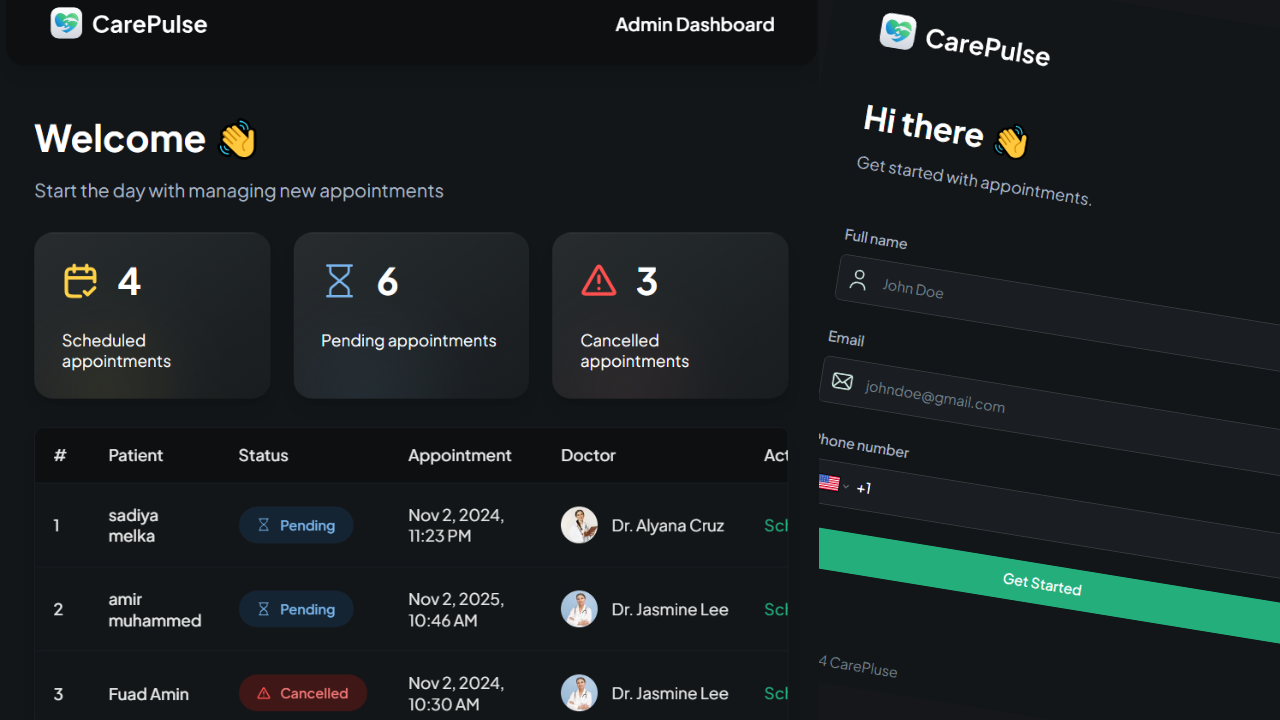 CarePulse
Admin Dashboard
Welcome
Start the day with managing new appointments
4
Scheduled
appointments
6
Pending appointments
3
Cancelled
appointments
# Patient Status Appointment Doctor Act
1 sadiya melka Pending Nov 2, 2024, 11:23 PM Dr. Alyana Cruz Sch
2 amir muhammed Pending Nov 2, 2025, 10:46 AM Dr. Jasmine Lee Sch
3 Fuad Amin Cancelled Nov 2, 2024, 10:30 AM Dr. Jasmine Lee Sch
CarePulse
Hi there
Get started with appointments.
Full name
John Doe
Email
johndoe@gmail.com
Phone number
+1
Get Started
4 CarePluse